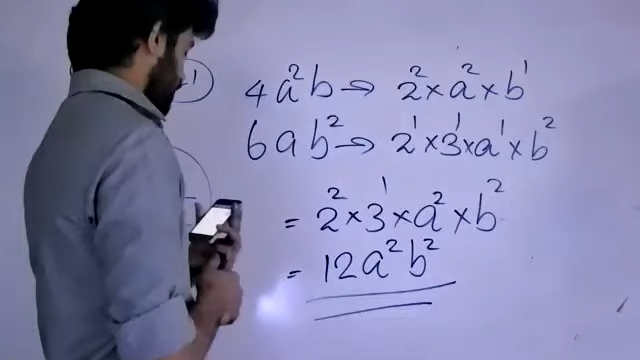 4a²b → 2² × a² × b¹
6ab² → 2¹ × 3¹ × a¹ × b²
= 2² × 3¹ × a² × b²
= 12a²b²